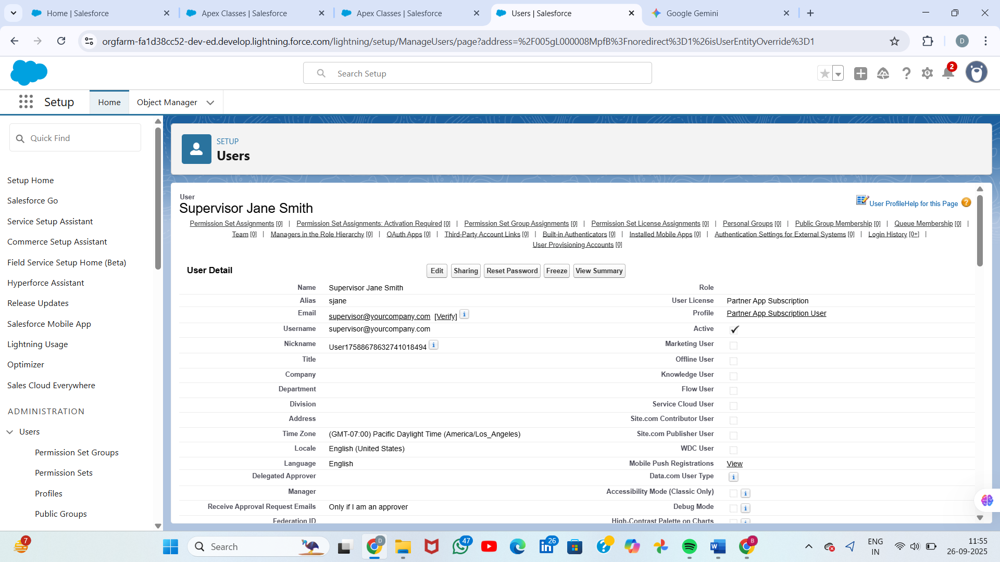 Home | Salesforce
Apex Classes | Salesforce
Apex Classes | Salesforce
Users | Salesforce
Google Gemini
orgfarm-fa1d38cc52-dev-ed.develop.lightning.force.com/lightning/setup/ManageUsers/page?address=%2F005gL000008MpfB%3Fnoredirect%3D1%26isUserEntityOverride%3D1
D
Search Setup
2
Setup
Home
Object Manager
Quick Find
Setup Home
Salesforce Go
Service Setup Assistant
Commerce Setup Assistant
Field Service Setup Home (Beta)
Hyperforce Assistant
Release Updates
Salesforce Mobile App
Lightning Usage
Optimizer
Sales Cloud Everywhere
ADMINISTRATION
Users
Permission Set Groups
Permission Sets
Profiles
Public Groups
SETUP
Users
User
Supervisor Jane Smith
User Profile Help for this Page ?
Permission Set Assignments [0] | Permission Set Assignments: Activation Required [0] | Permission Set Group Assignments [0] | Permission Set License Assignments [0] | Personal Groups [0] | Public Group Membership [0] | Queue Membership [0] |
Team [0] | Managers in the Role Hierarchy [0] | OAuth Apps [0] | Third-Party Account Links [0] | Built-in Authenticators [0] | Installed Mobile Apps [0] | Authentication Settings for External Systems [0] | Login History [0+] |
User Provisioning Accounts [0]
User Detail
Edit Sharing Reset Password Freeze View Summary
Name Supervisor Jane Smith Role
Alias sjane User License Partner App Subscription
Email supervisor@yourcompany.com [Verify] i Profile Partner App Subscription User
Username supervisor@yourcompany.com Active
Nickname User17588678632741018494 i Marketing User
Title Offline User
Company Knowledge User
Department Flow User
Division Service Cloud User
Address Site.com Contributor User
Time Zone (GMT-07:00) Pacific Daylight Time (America/Los_Angeles) Site.com Publisher User
Locale English (United States) WDC User
Language English Mobile Push Registrations View
Delegated Approver Data.com User Type i
Manager Accessibility Mode (Classic Only) i
Receive Approval Request Emails Only if I am an approver Debug Mode i
Federation ID High-Contrast Palette on Charts i
7
Search
D
47
26
W
B
ENG
IN
11:55
26-09-2025